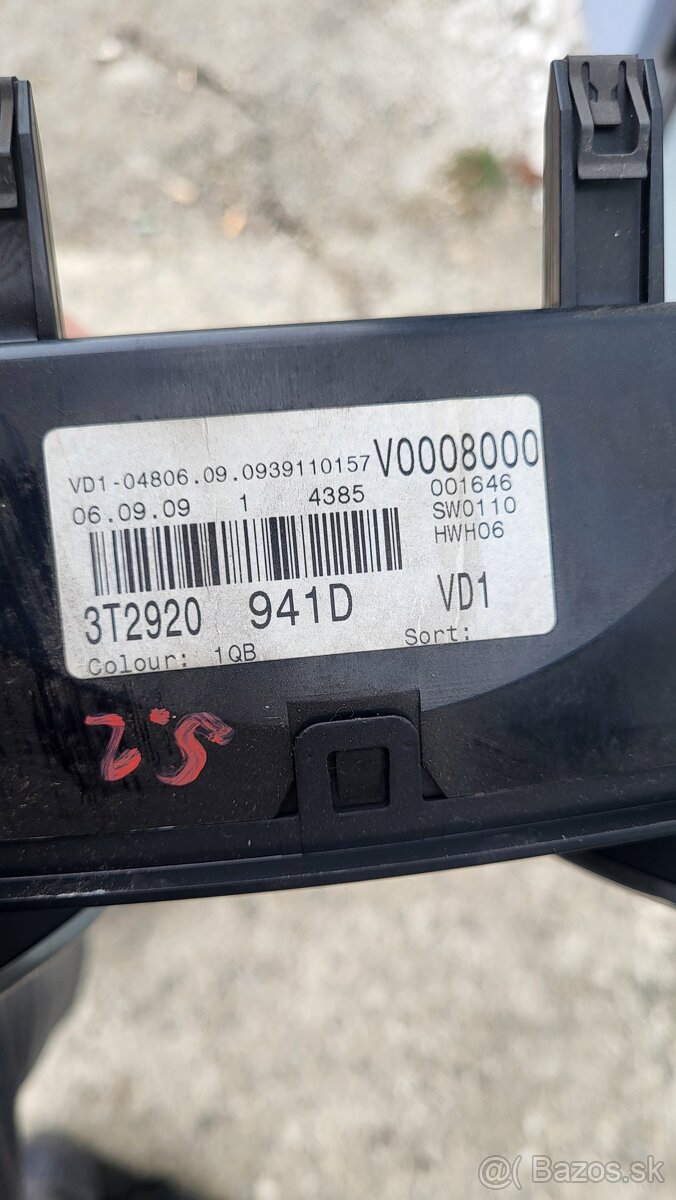 VD1-04806.09.0939110157 V0008000
06.09.09 1 4385 001646
SW0110
HWH06
3T2920 941D VD1
Colour: 1QB Sort:
@( Bazos.sk